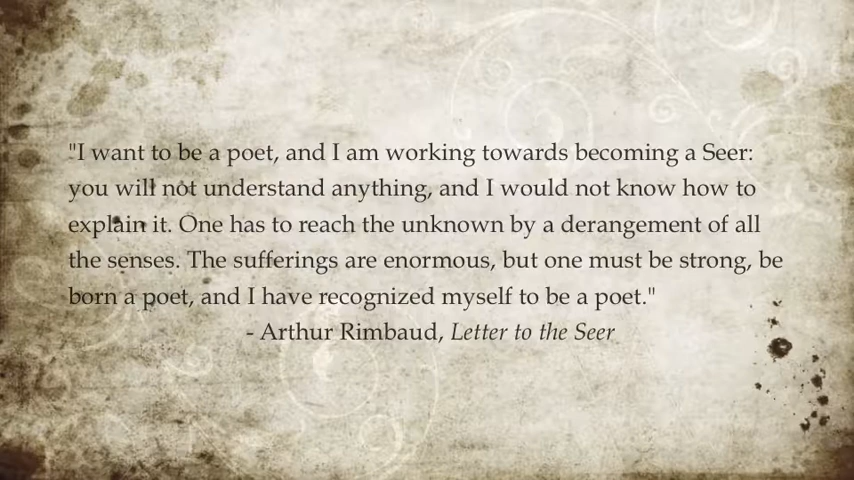 "I want to be a poet, and I am working towards becoming a Seer:
you will not understand anything, and I would not know how to
explain it. One has to reach the unknown by a derangement of all
the senses. The sufferings are enormous, but one must be strong, be
born a poet, and I have recognized myself to be a poet."
- Arthur Rimbaud, Letter to the Seer